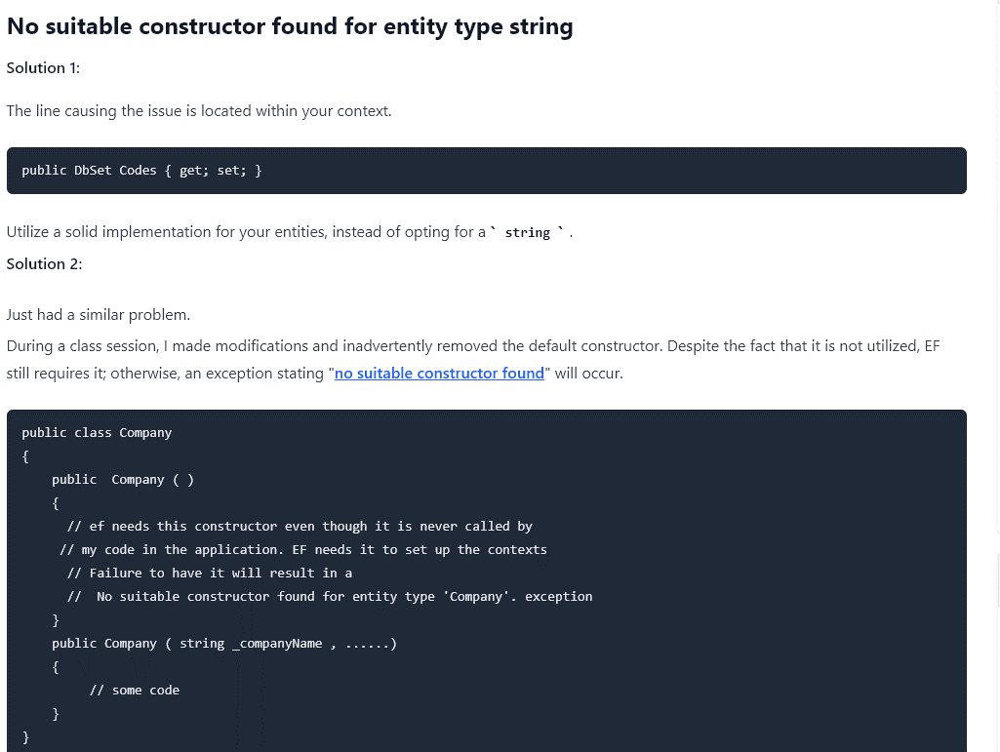 No suitable constructor found for entity type string
Solution 1:
The line causing the issue is located within your context.
public DbSet Codes { get; set; }
Utilize a solid implementation for your entities, instead of opting for a ` string ` .
Solution 2:
Just had a similar problem.
During a class session, I made modifications and inadvertently removed the default constructor. Despite the fact that it is not utilized, EF
still requires it; otherwise, an exception stating "no suitable constructor found" will occur.
public class Company
{
    public  Company ( )
    {
      // ef needs this constructor even though it is never called by
     // my code in the application. EF needs it to set up the contexts
      // Failure to have it will result in a
      //  No suitable constructor found for entity type 'Company'. exception
    }
    public Company ( string _companyName , ......)
    {
         // some code
    }
}